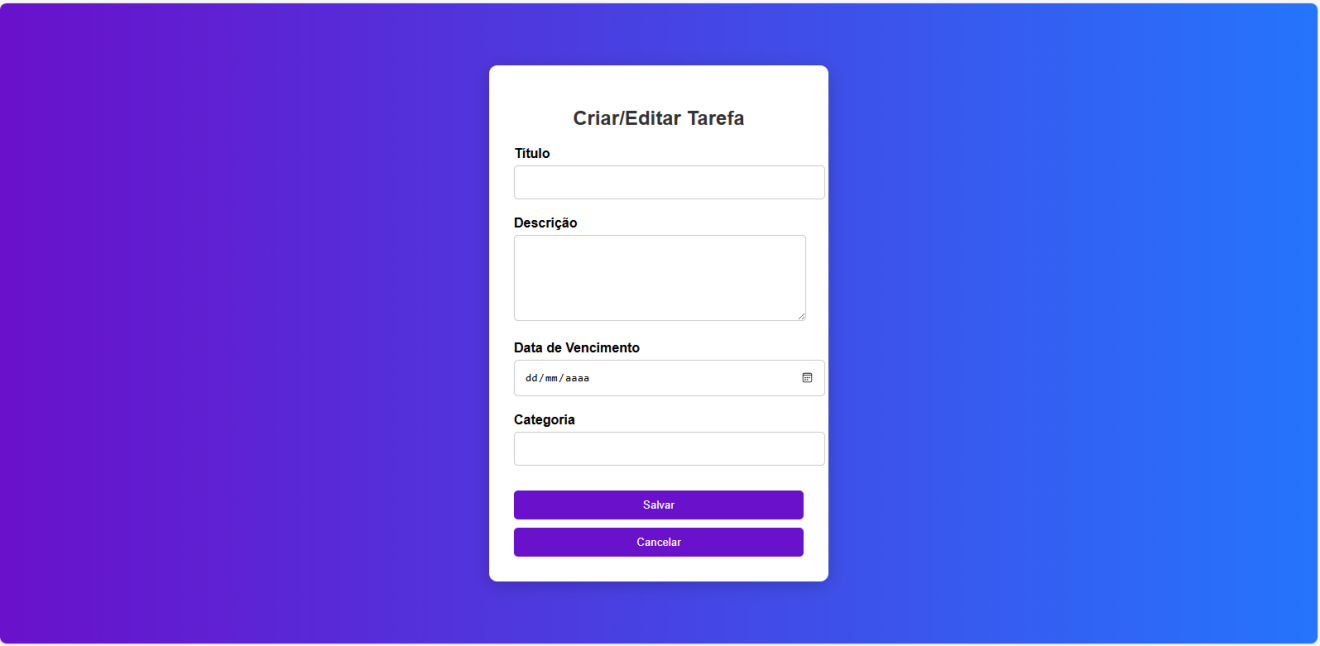 Criar/Editar Tarefa
Título
Descrição
Data de Vencimento
dd/mm/aaaa
Categoria
Salvar
Cancelar